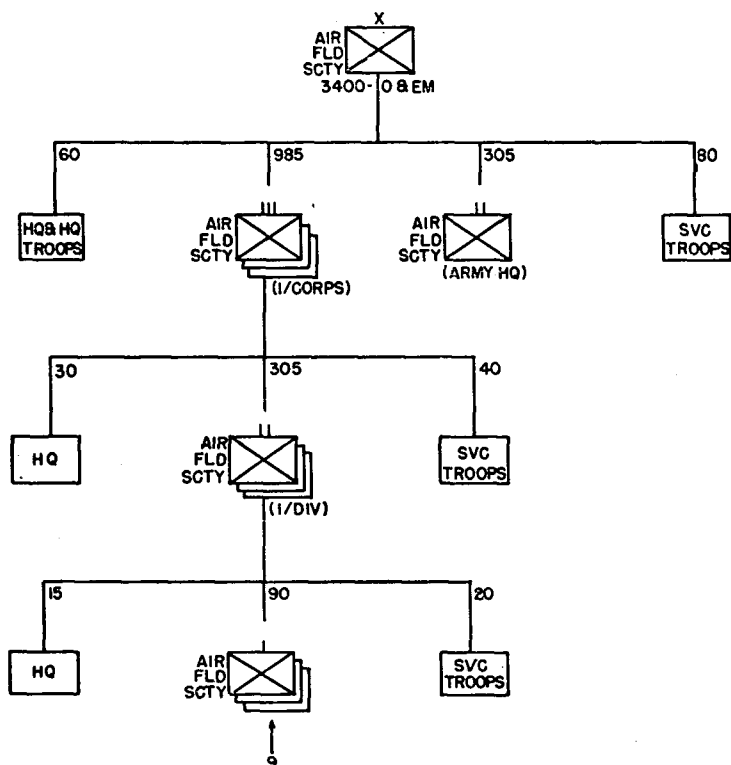 X
AIR
FLD
SCTY
3400-0 & EM
60
985
305
80
HQ & HQ
TROOPS
III
AIR
FLD
SCTY
(1/CORPS)
II
AIR
FLD
SCTY
(ARMY HQ)
SVC
TROOPS
30
305
40
HQ
II
AIR
FLD
SCTY
(1/DIV)
SVC
TROOPS
15
90
20
HQ
I
AIR
FLD
SCTY
SVC
TROOPS
9